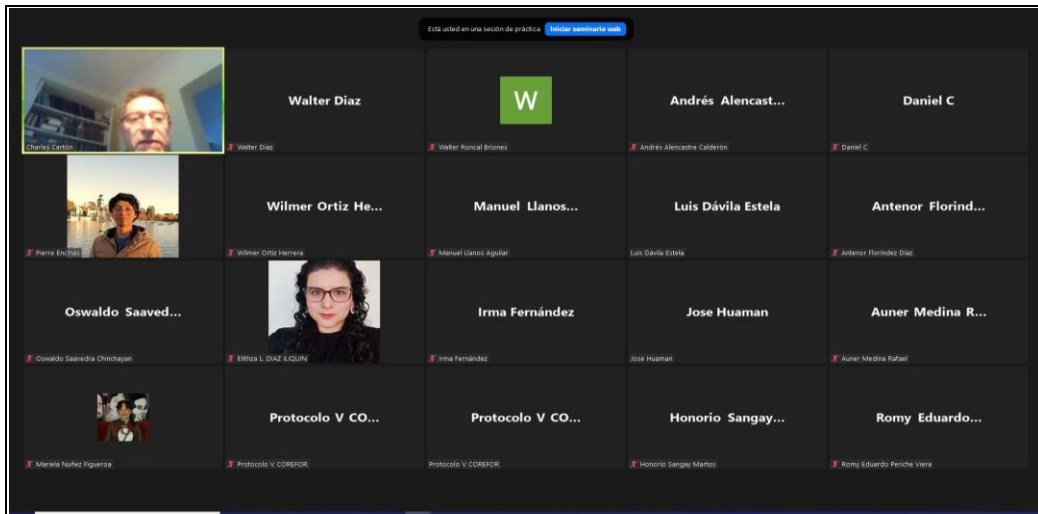 Está usted en una sesión de práctica Iniciar seminario web
Charles Cartón
Walter Diaz
Walter Diaz
W
Walter Roncal Briones
Andrés Alencast...
Andrés Alencastre Calderón
Daniel C
Daniel C
Pierre Encinas
Wilmer Ortiz He...
Wilmer Ortiz Herrera
Manuel Llanos...
Manuel Llanos Aguilar
Luis Dávila Estela
Luis Dávila Estela
Antenor Florind...
Antenor Florindez Díaz
Oswaldo Saaved...
Oswaldo Saavedra Chinchayan
Elithza L. DIAZ ILIQUIN
Irma Fernández
Irma Fernández
Jose Huaman
Jose Huaman
Auner Medina R...
Auner Medina Rafael
Mariela Nuñez Figueroa
Protocolo V CO...
Protocolo V COREFOR
Protocolo V CO...
Protocolo V COREFOR
Honorio Sangay...
Honorio Sangay Martos
Romy Eduardo...
Romy Eduardo Periche Viera